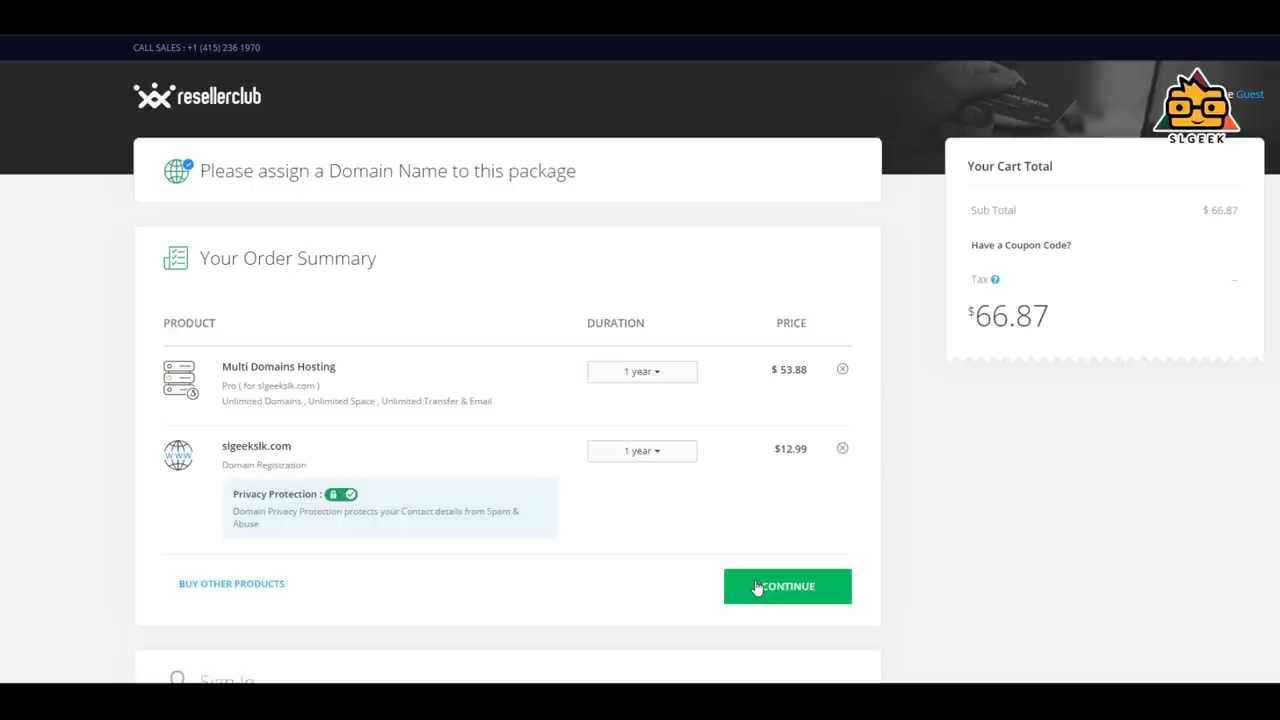 CALL SALES : +1 (415) 236 1970
resellerclub
e Guest
SLGEEK
Please assign a Domain Name to this package
Your Cart Total
Sub Total $ 66.87
Have a Coupon Code?
Tax ? --
$66.87
Your Order Summary
PRODUCT DURATION PRICE
Multi Domains Hosting 1 year $ 53.88
Pro ( for slgeekslk.com )
Unlimited Domains , Unlimited Space , Unlimited Transfer & Email
slgeekslk.com 1 year $12.99
WWW
Domain Registration
Privacy Protection :
Domain Privacy Protection protects your Contact details from Spam &
Abuse
BUY OTHER PRODUCTS CONTINUE
Sign In